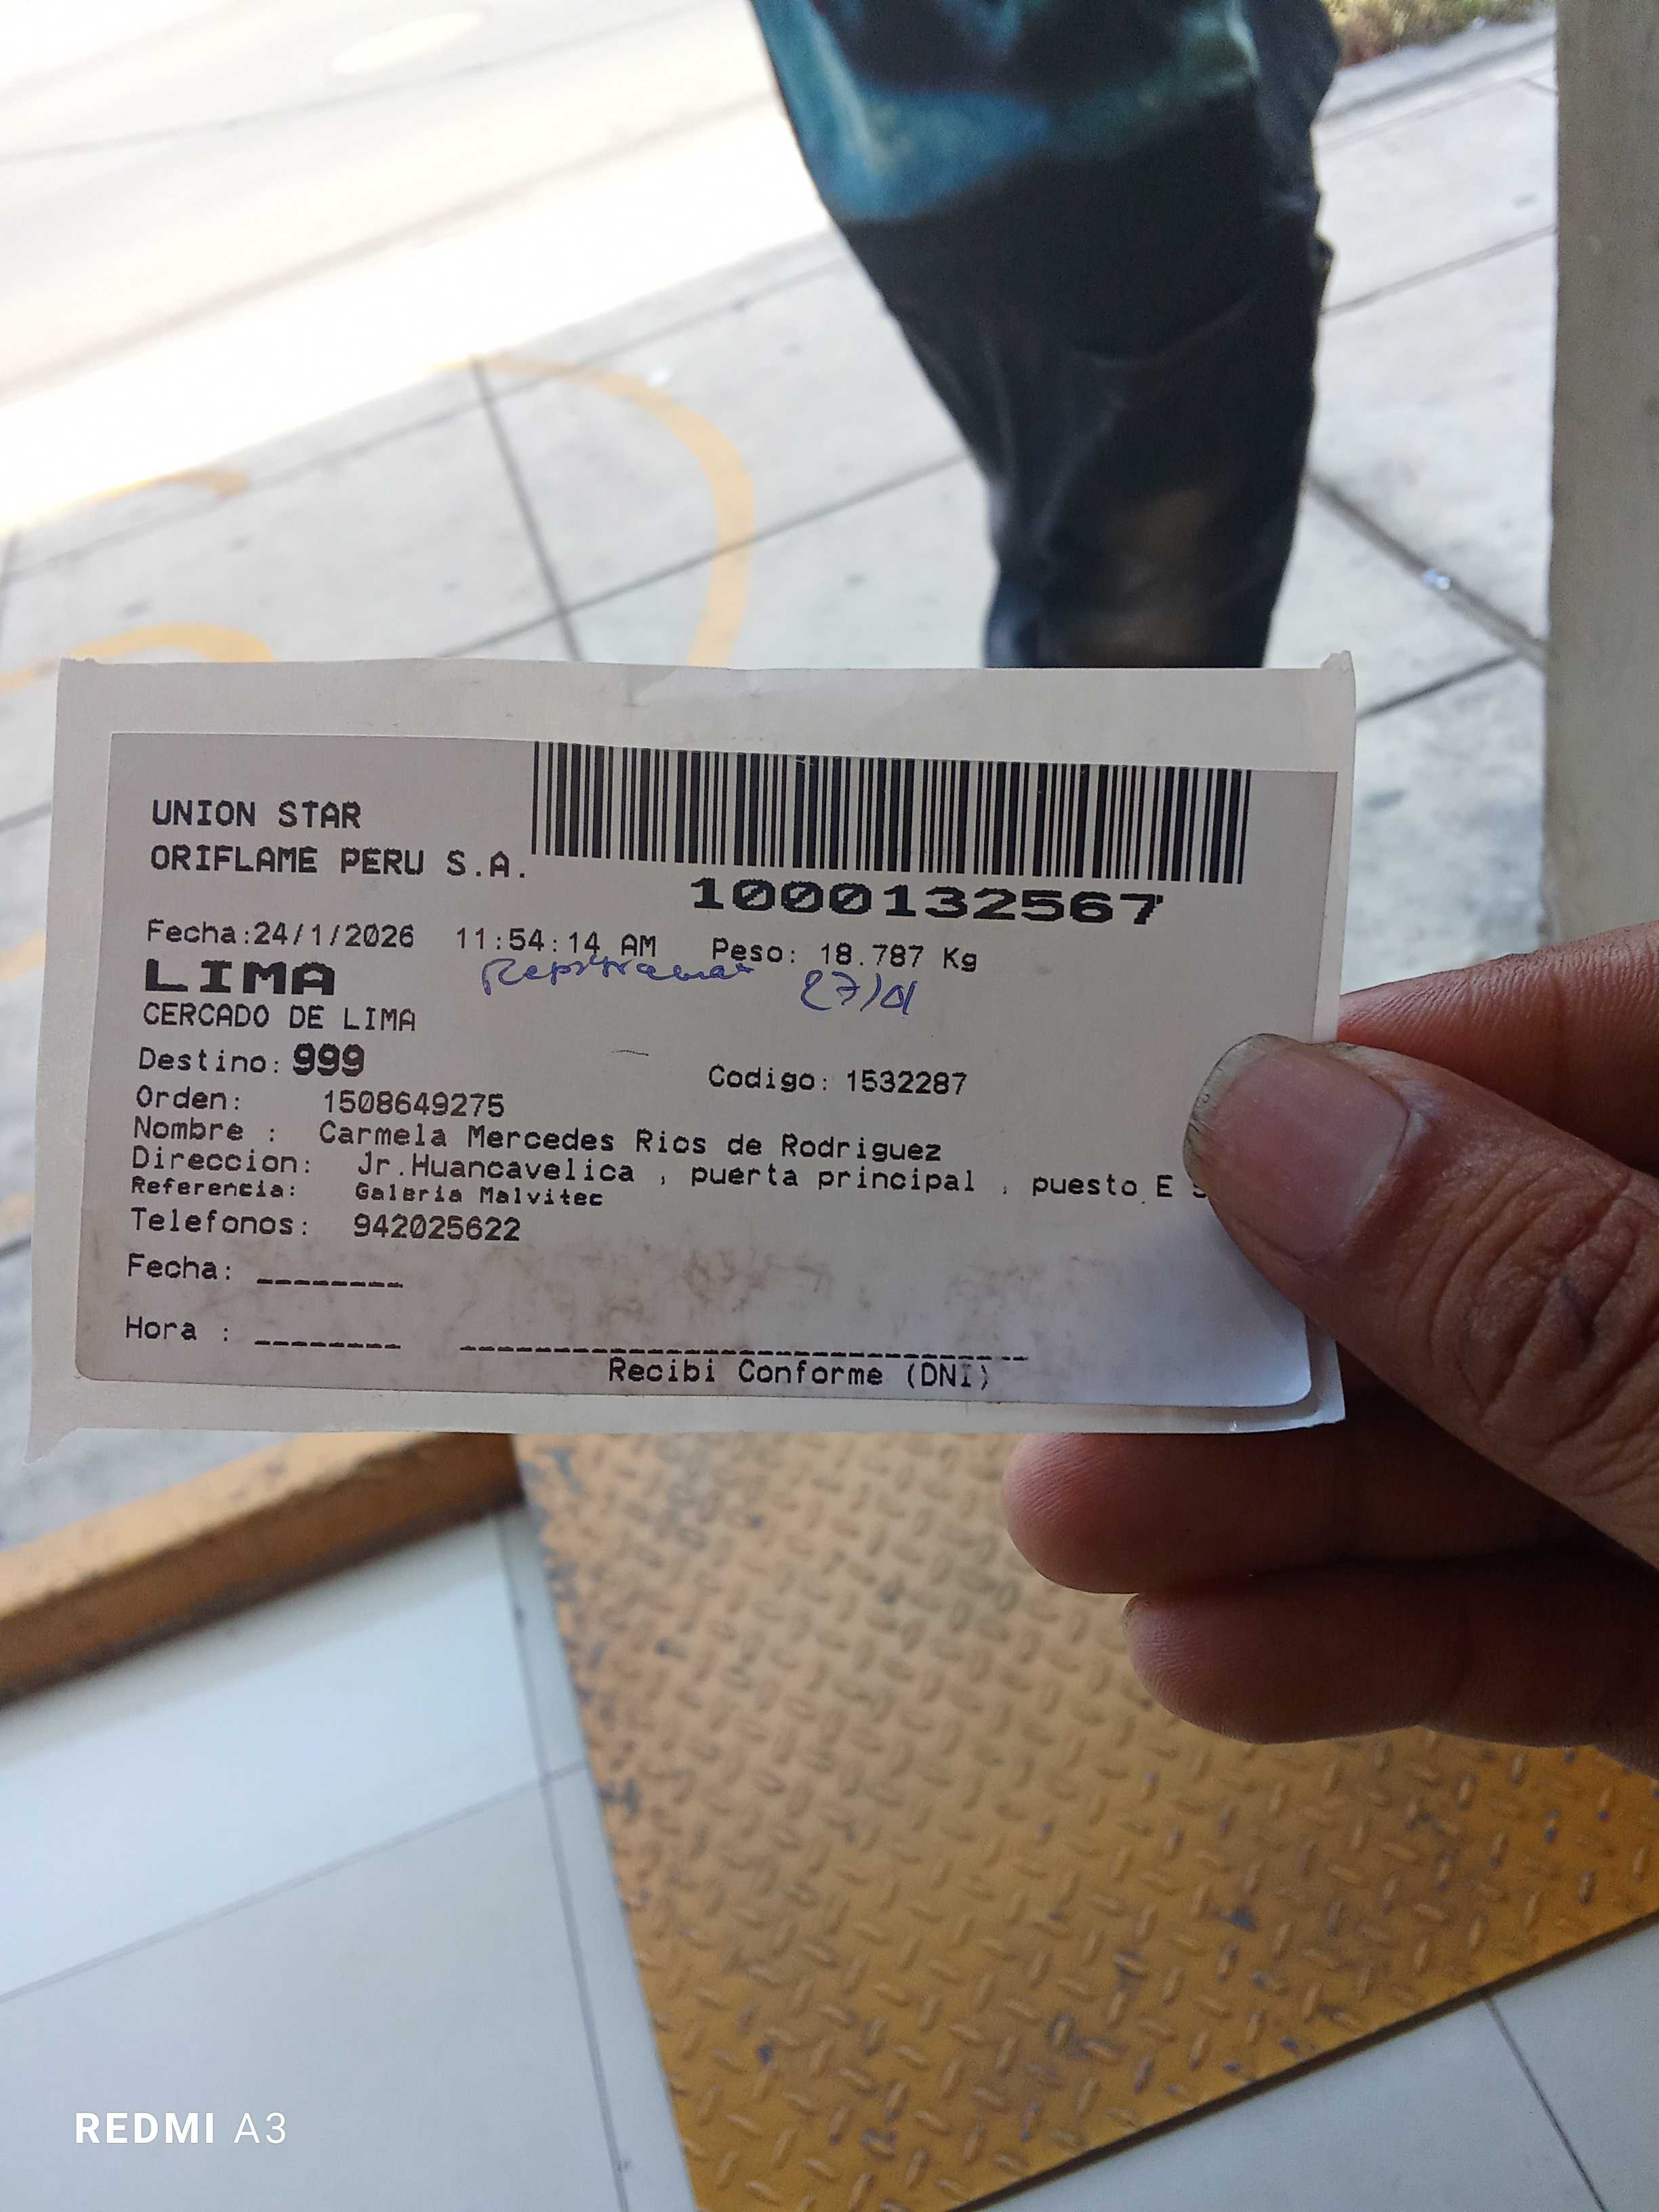 UNION STAR
ORIFLAME PERU S.A.
1000132567
Fecha:24/1/2026 11:54:14 AM Peso: 18.787 Kg
LIMA
27/01
CERCADO DE LIMA
Destino: 999
Codigo: 1532287
Orden: 1508649275
Nombre : Carmela Mercedes Rios de Rodriguez
Direccion: Jr.Huancavelica , puerta principal , puesto E
Referencia: Galeria Malvitec
Telefonos: 942025622
Fecha: ________
Hora : ________
Recibi Conforme (DNI)
REDMI A3